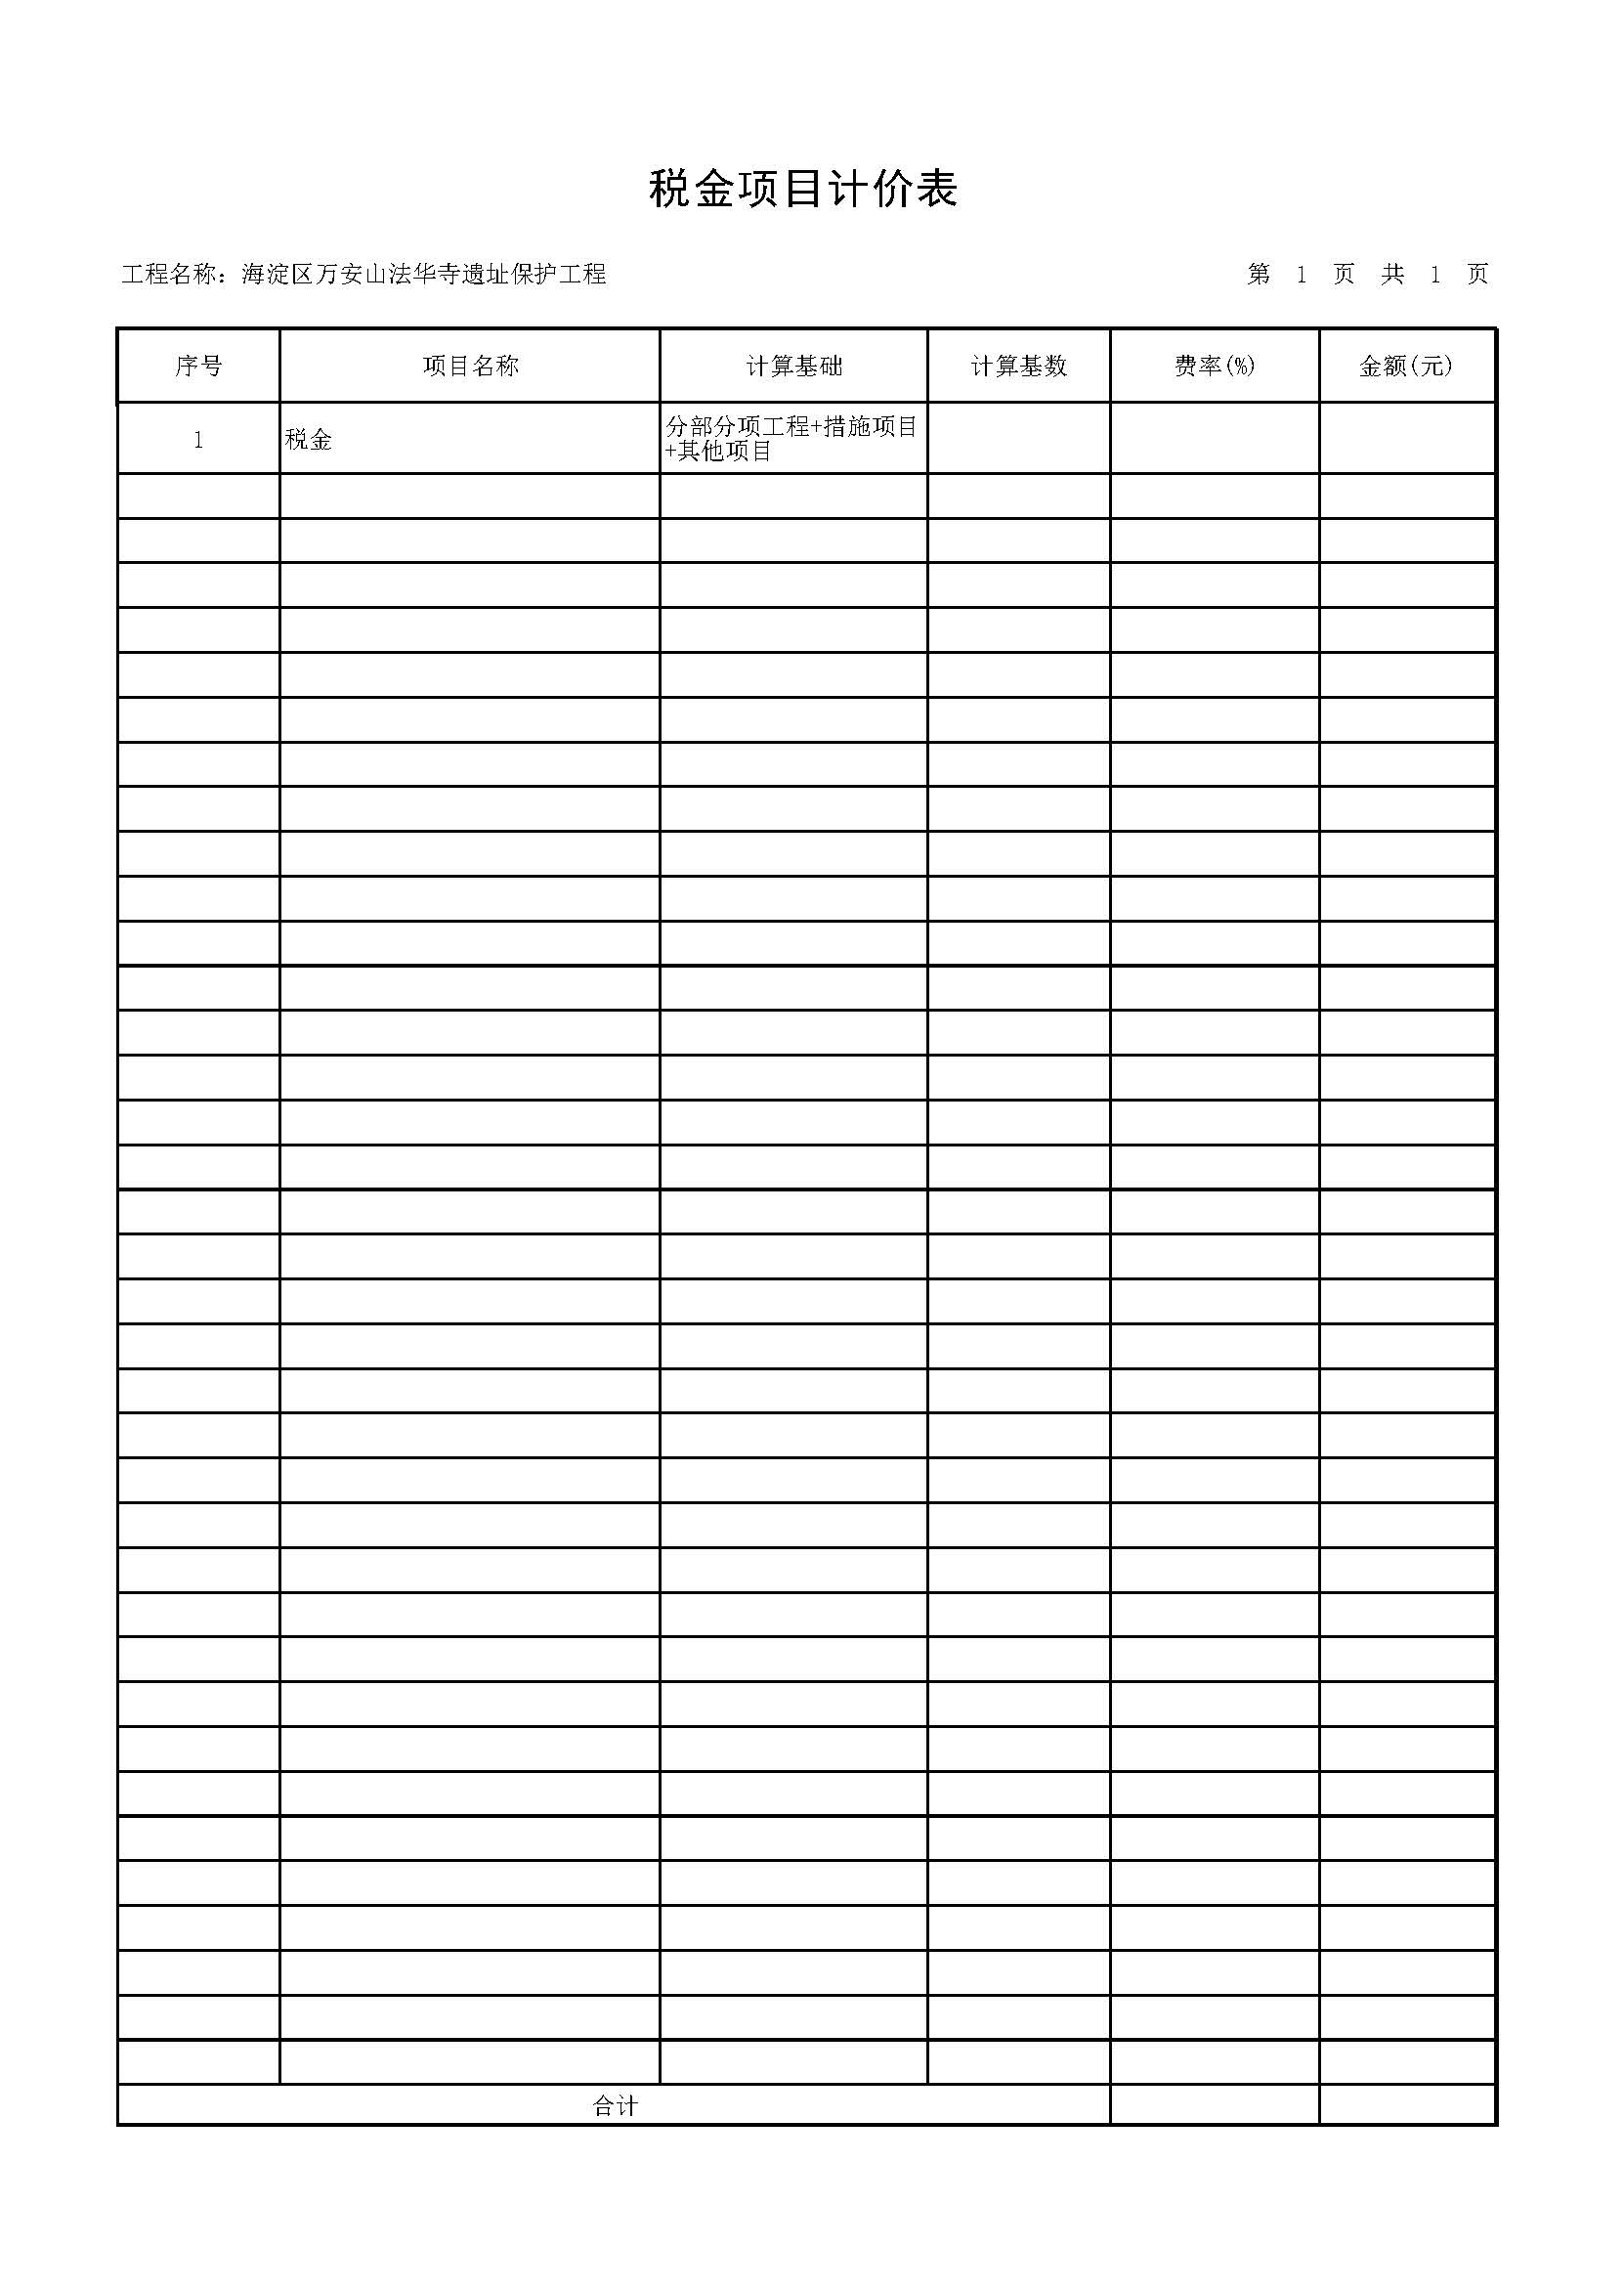 税金项目计价表
工程名称：海淀区万安山法华寺遗址保护工程 第 1 页 共 1 页
序号 项目名称 计算基础 计算基数 费率(%) 金额(元)
1 税金 分部分项工程+措施项目
+其他项目
合计